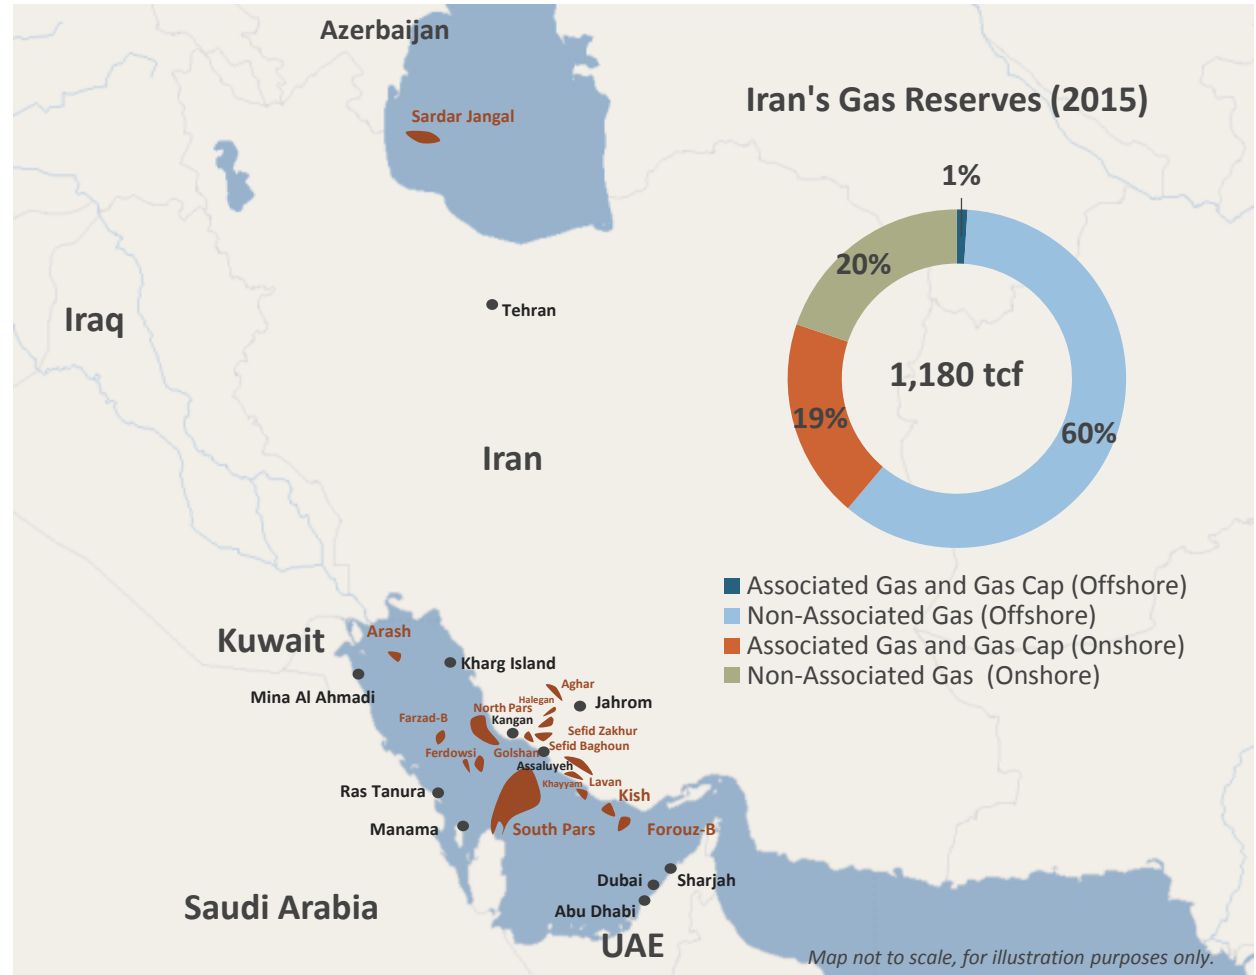 Azerbaijan
Iran's Gas Reserves (2015)
Sardar Jangal
1%
20%
Tehran
Iraq
1,180 tcf
19%
60%
Iran
Associated Gas and Gas Cap (Offshore)
Non-Associated Gas (Offshore)
Associated Gas and Gas Cap (Onshore)
Non-Associated Gas (Onshore)
Kuwait
Arash
Kharg Island
Mina Al Ahmadi
Aghar
Halegan
Jahrom
North Pars
Kangan
Farzad-B
Sefid Zakhur
Sefid Baghoun
Ferdowsi
Golshan
Assaluyeh
Khayyam
Lavan
Kish
Ras Tanura
Manama
South Pars
Forouz-B
Dubai
Sharjah
Abu Dhabi
Saudi Arabia
UAE
Map not to scale, for illustration purposes only.